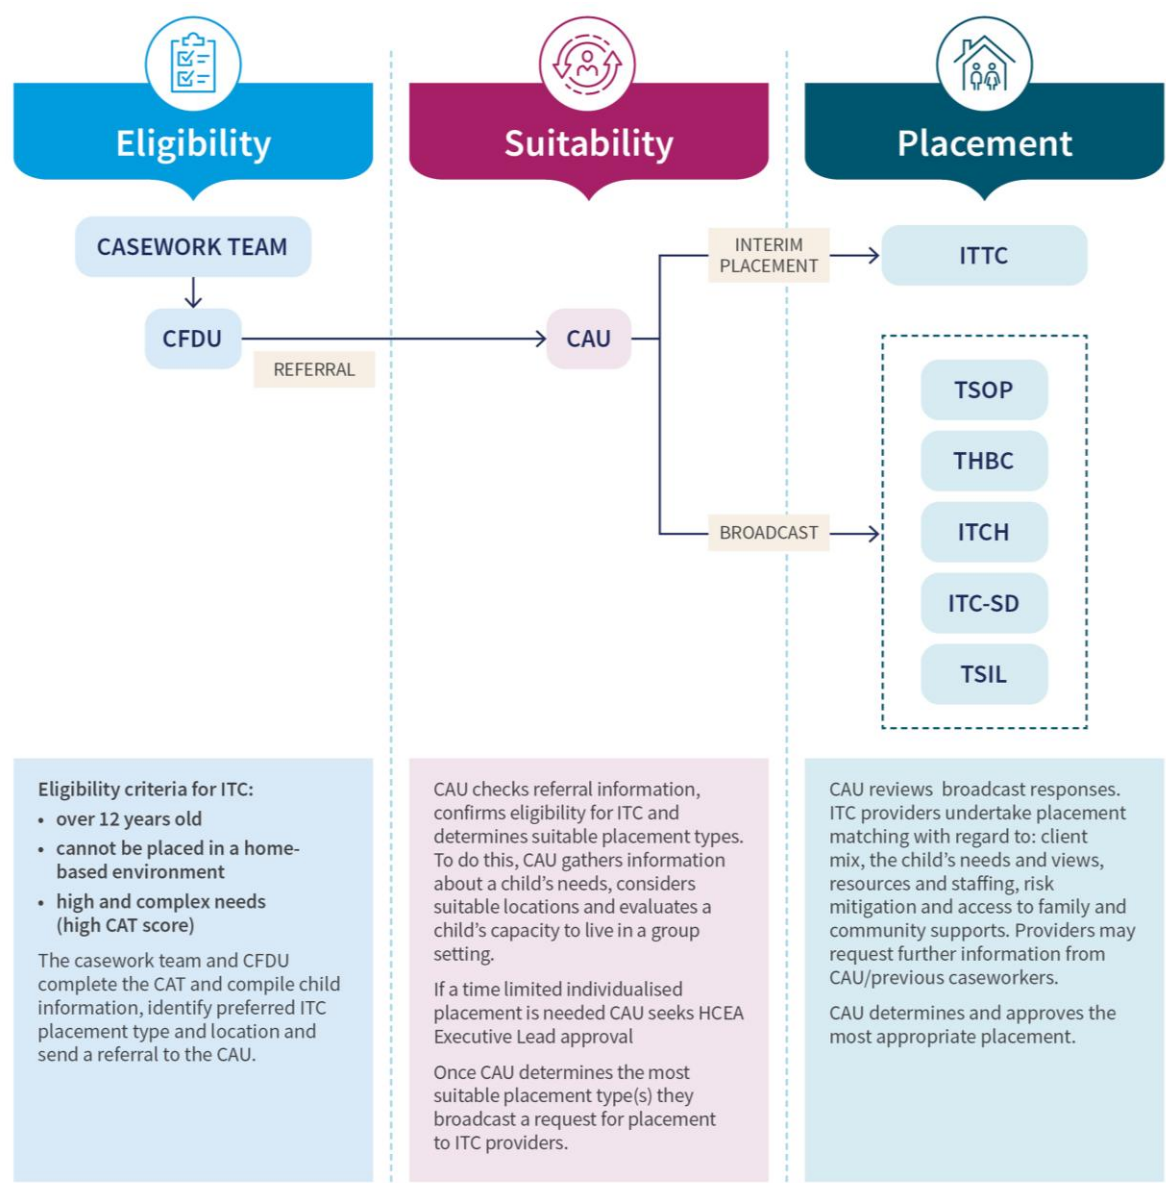 Eligibility
Suitability
Placement
CASEWORK TEAM
CFDU
REFERRAL
CAU
INTERIM
PLACEMENT
BROADCAST
ITTC
TSOP
THBC
ITCH
ITC-SD
TSIL
Eligibility criteria for ITC:
• over 12 years old
• cannot be placed in a home-
based environment
• high and complex needs
(high CAT score)
The casework team and CFDU
complete the CAT and compile child
information, identify preferred ITC
placement type and location and
send a referral to the CAU.
CAU checks referral information,
confirms eligibility for ITC and
determines suitable placement types.
To do this, CAU gathers information
about a child's needs, considers
suitable locations and evaluates a
child's capacity to live in a group
setting.
If a time limited individualised
placement is needed CAU seeks HCEA
Executive Lead approval
Once CAU determines the most
suitable placement type(s) they
broadcast a request for placement
to ITC providers.
CAU reviews broadcast responses.
ITC providers undertake placement
matching with regard to: client
mix, the child's needs and views,
resources and staffing, risk
mitigation and access to family and
community supports. Providers may
request further information from
CAU/previous caseworkers.
CAU determines and approves the
most appropriate placement.